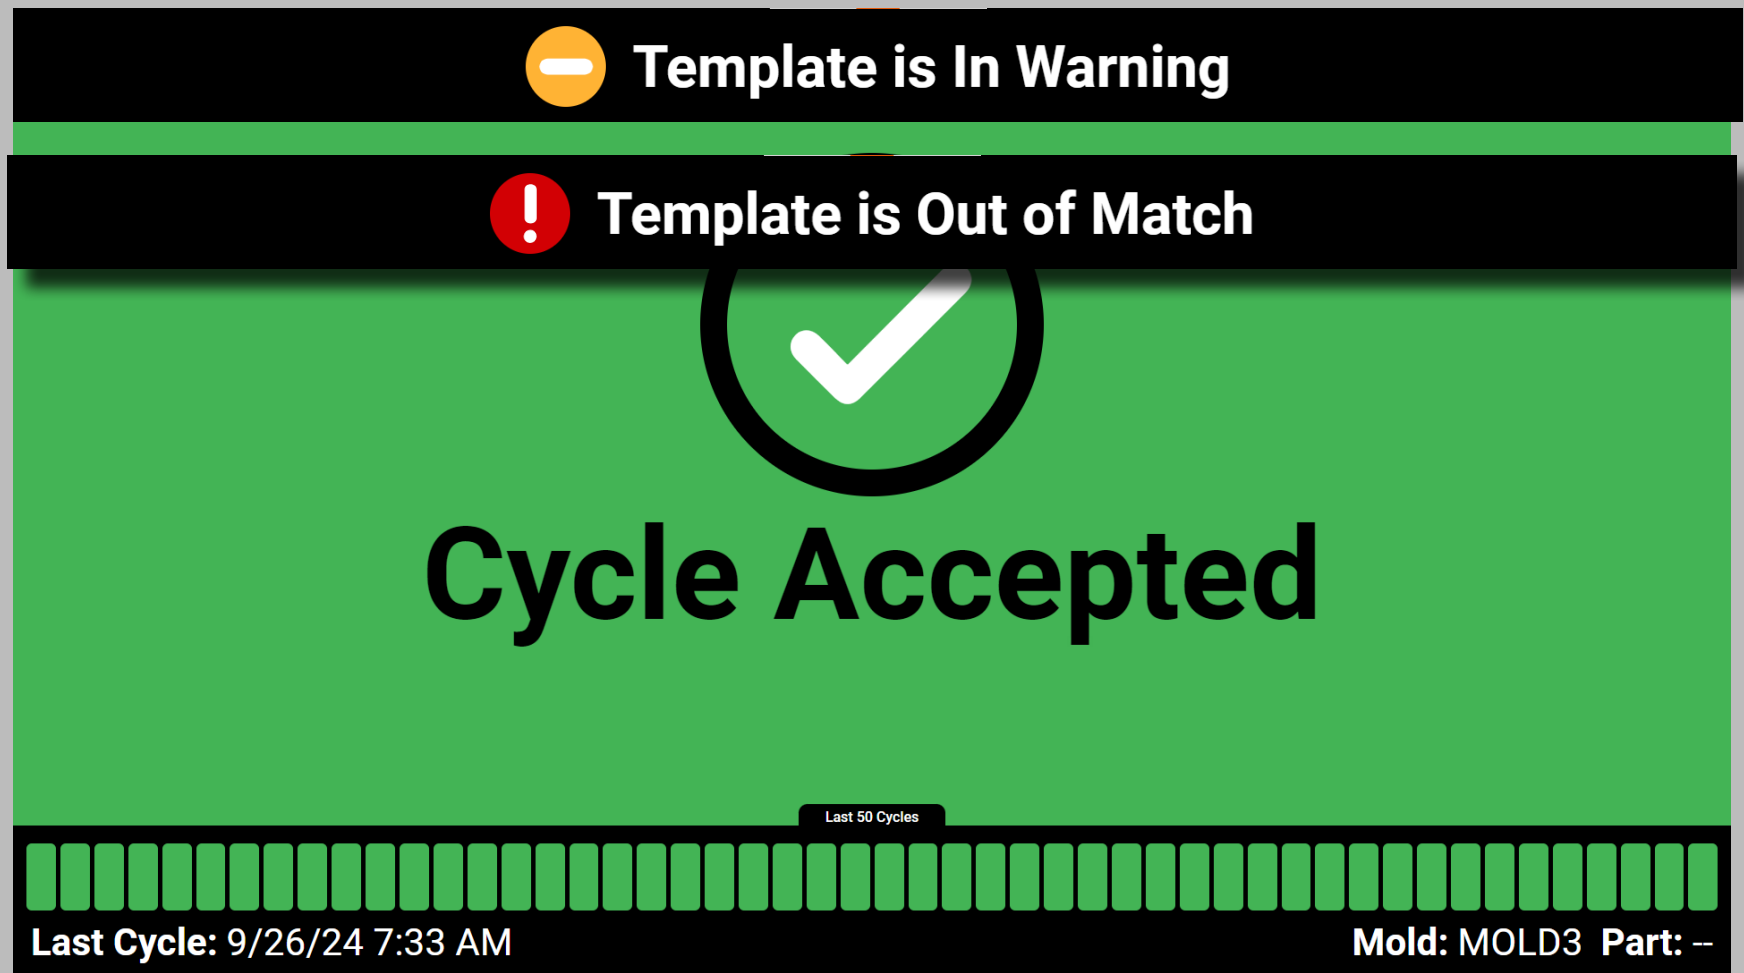 Template is In Warning
Template is Out of Match
Cycle Accepted
Last 50 Cycles
Last Cycle: 9/26/24 7:33 AM
Mold: MOLD3 Part: --